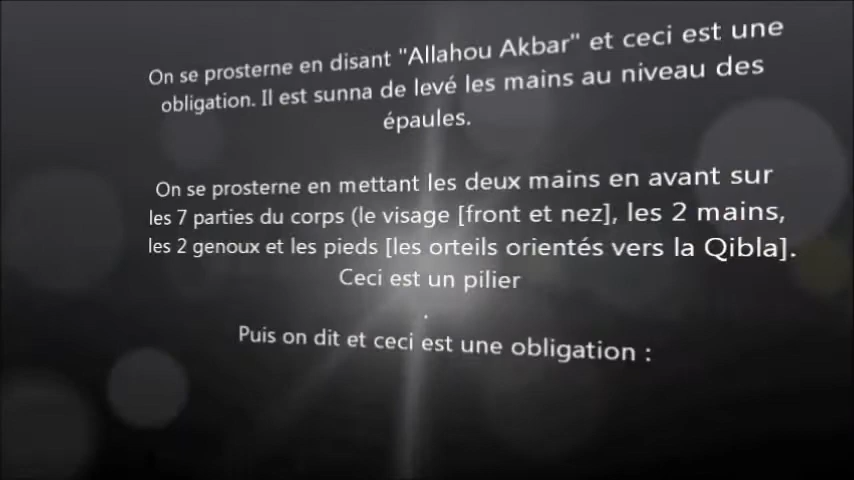 On se prosterne en disant "Allahou Akbar" et ceci est une
obligation. Il est sunna de levé les mains au niveau des
épaules.
On se prosterne en mettant les deux mains en avant sur
les 7 parties du corps (le visage [front et nez], les 2 mains,
les 2 genoux et les pieds [les orteils orientés vers la Qibla].
Ceci est un pilier
.
Puis on dit et ceci est une obligation :